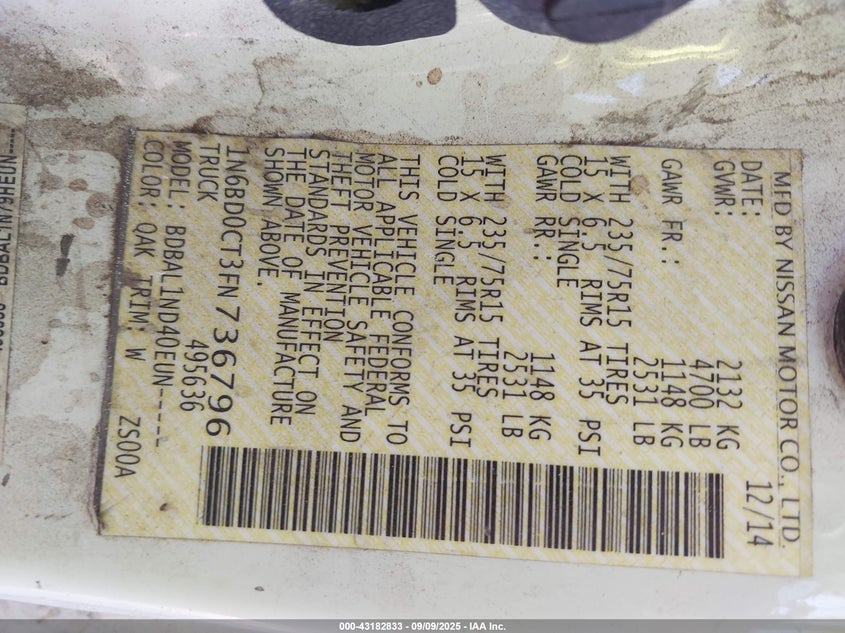 MFD BY NISSAN MOTOR CO., LTD.
DATE: 12/14
GVWR: 2132 KG
4700 LB
GAWR FR.: 1148 KG
2531 LB
WITH 235/75R15 TIRES
15 X 6.5 RIMS AT 35 PSI
COLD SINGLE
GAWR RR.: 1148 KG
2531 LB
WITH 235/75R15 TIRES
15 X 6.5 RIMS AT 35 PSI
COLD SINGLE
THIS VEHICLE CONFORMS TO
ALL APPLICABLE FEDERAL
MOTOR VEHICLE SAFETY AND
THEFT PREVENTION
STANDARDS IN EFFECT ON
THE DATE OF MANUFACTURE
SHOWN ABOVE.
1N6BD0CT3FN736796
TRUCK 495636
MODEL: BDBAL1ND40EUN-----
COLOR: QAK TRIM: W ZS00A
000-43182833 - 09/09/2025 - IAA Inc.